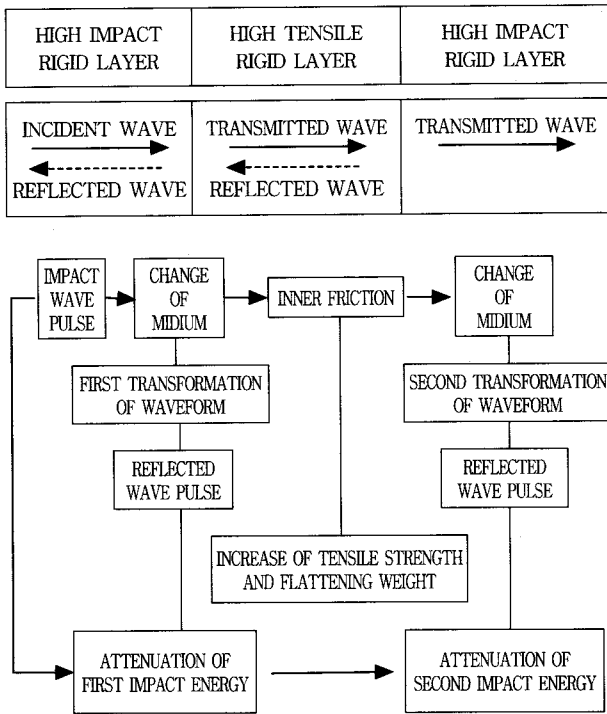 HIGH IMPACT
RIGID LAYER
HIGH TENSILE
RIGID LAYER
HIGH IMPACT
RIGID LAYER
INCIDENT WAVE
REFLECTED WAVE
TRANSMITTED WAVE
REFLECTED WAVE
TRANSMITTED WAVE
IMPACT
WAVE
PULSE
CHANGE
OF
MIDIUM
INNER FRICTION
CHANGE
OF
MIDIUM
FIRST TRANSFORMATION
OF WAVEFORM
SECOND TRANSFORMATION
OF WAVEFORM
REFLECTED
WAVE PULSE
REFLECTED
WAVE PULSE
INCREASE OF TENSILE STRENGTH
AND FLATTENING WEIGHT
ATTENUATION OF
FIRST IMPACT ENERGY
ATTENUATION OF
SECOND IMPACT ENERGY